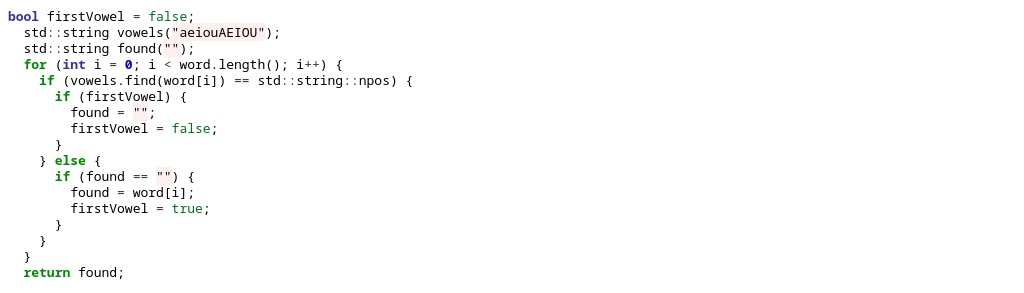 bool firstVowel = false;
  std::string vowels("aeiouAEIOU");
  std::string found("");
  for (int i = 0; i < word.length(); i++) {
    if (vowels.find(word[i]) == std::string::npos) {
      if (firstVowel) {
        found = "";
        firstVowel = false;
      }
    } else {
      if (found == "") {
        found = word[i];
        firstVowel = true;
      }
    }
  }
  return found;